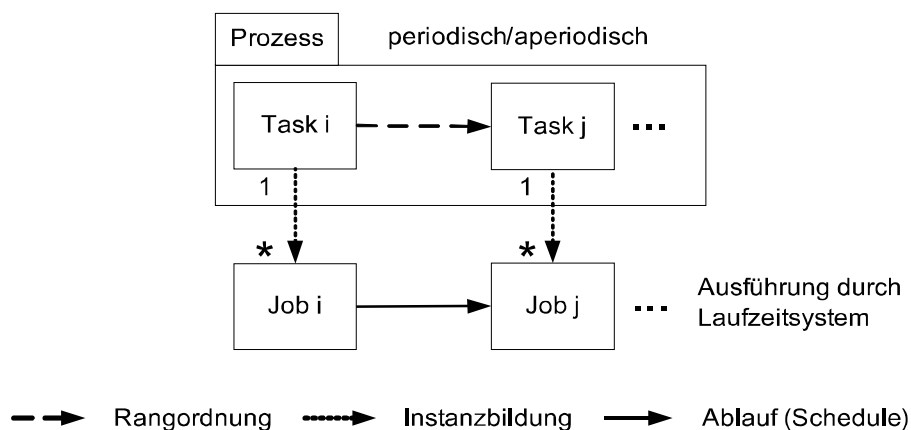 Prozess periodisch/aperiodisch
Task i Task j ...
1 1
* *
Job i Job j ... Ausführung durch
Laufzeitsystem
Rangordnung Instanzbildung Ablauf (Schedule)